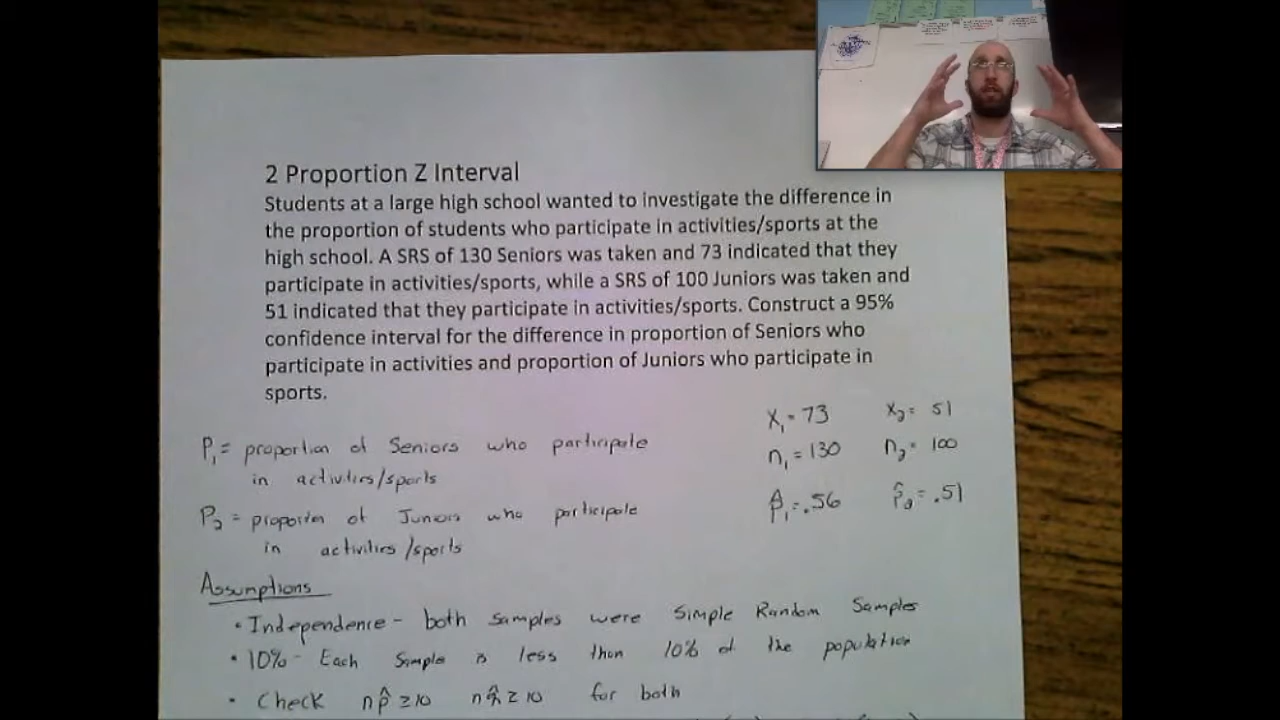 2 Proportion Z Interval
Students at a large high school wanted to investigate the difference in
the proportion of students who participate in activities/sports at the
high school. A SRS of 130 Seniors was taken and 73 indicated that they
participate in activities/sports, while a SRS of 100 Juniors was taken and
51 indicated that they participate in activities/sports. Construct a 95%
confidence interval for the difference in proportion of Seniors who
participate in activities and proportion of Juniors who participate in
sports.
X₁ = 73 X₂ = 51
n₁ = 130 n₂ = 100
p̂₁ = .56 p̂₂ = .51
P₁ = proportion of Seniors who participate
in activities/sports
P₂ = proportion of Juniors who participate
in activities/sports
Assumptions
• Independence - both samples were Simple Random Samples
• 10% - Each Sample is less than 10% of the population
• Check np̂ ≥ 10 nq̂ ≥ 10 for both